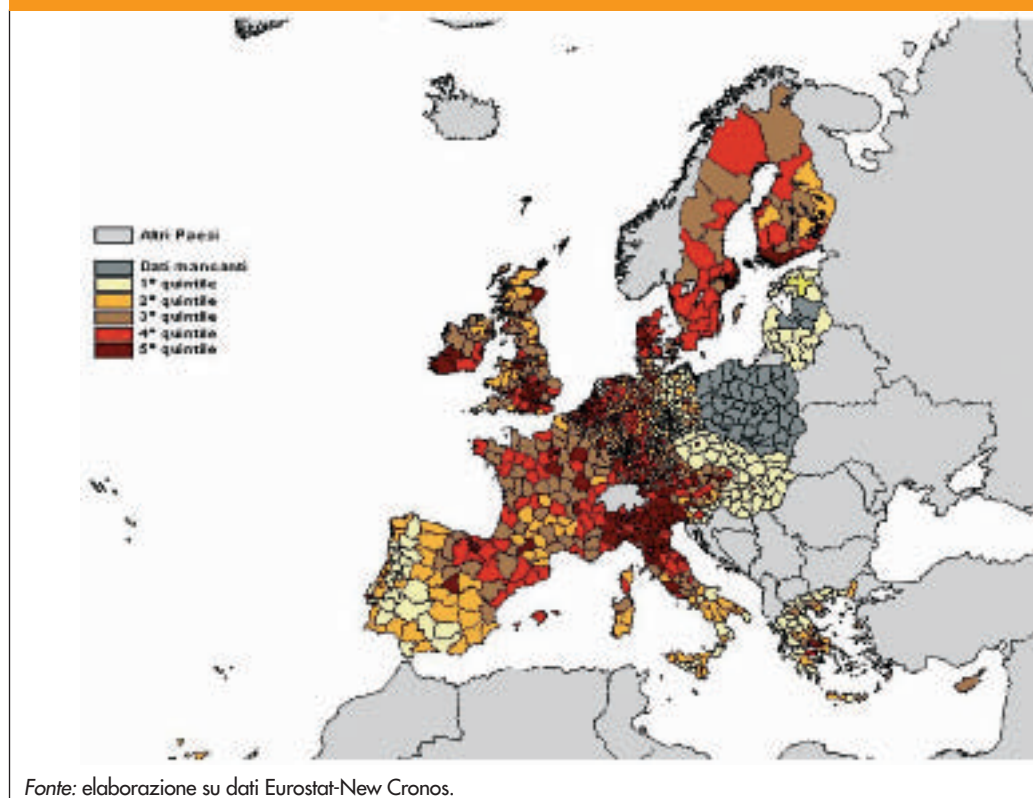 Altri Paesi
Dati mancanti
1° quintile
2° quintile
3° quintile
4° quintile
5° quintile
Fonte: elaborazione su dati Eurostat-New Cronos.